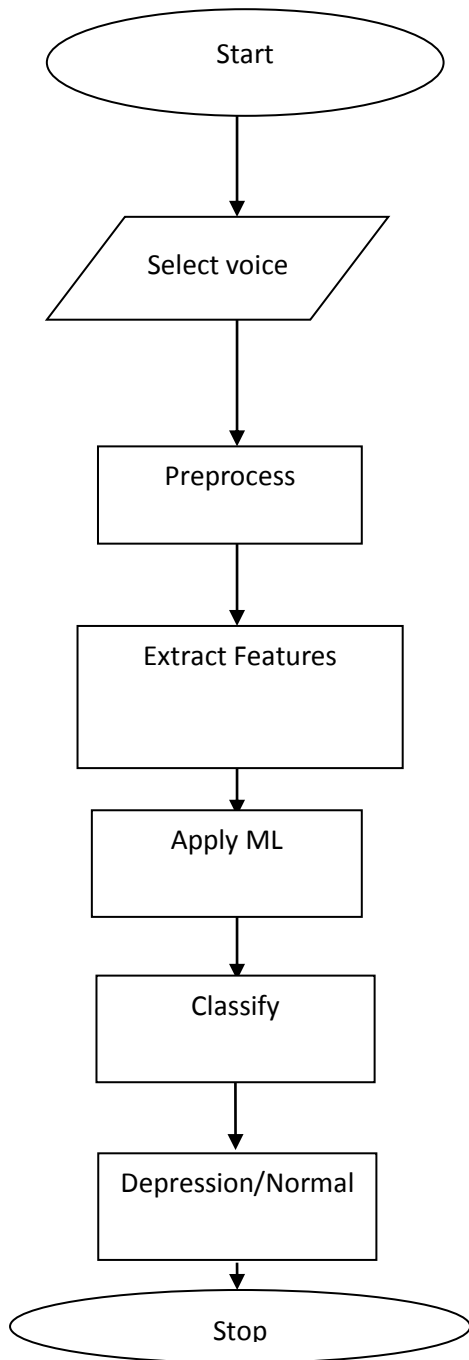 Start
Select voice
Preprocess
Extract Features
Apply ML
Classify
Depression/Normal
Stop